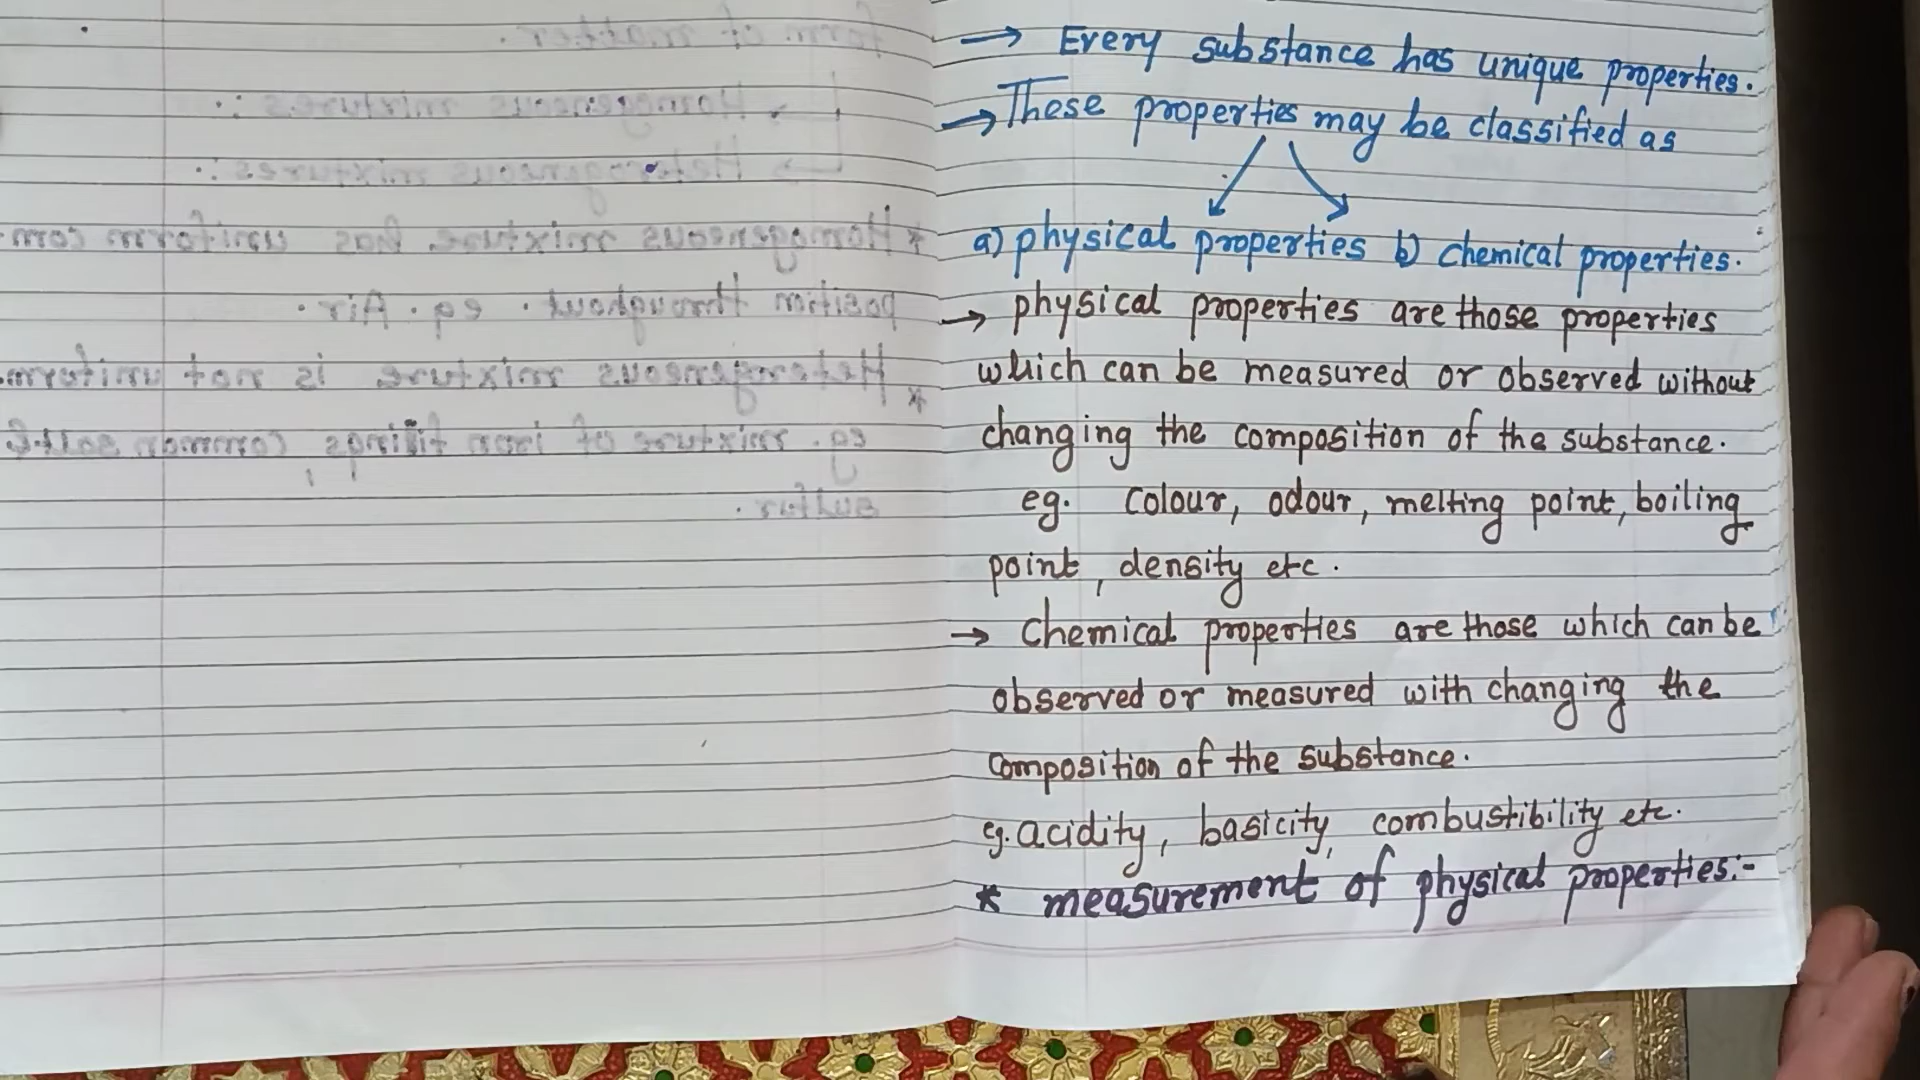 → Every substance has unique properties.
→ These properties may be classified as
a) physical properties b) chemical properties.
→ physical properties are those properties
which can be measured or observed without
changing the composition of the substance.
eg. colour, odour, melting point, boiling
point, density etc.
→ Chemical properties are those which can be
observed or measured with changing the
composition of the substance.
eg. acidity, basicity, combustibility etc.
* measurement of physical properties:-